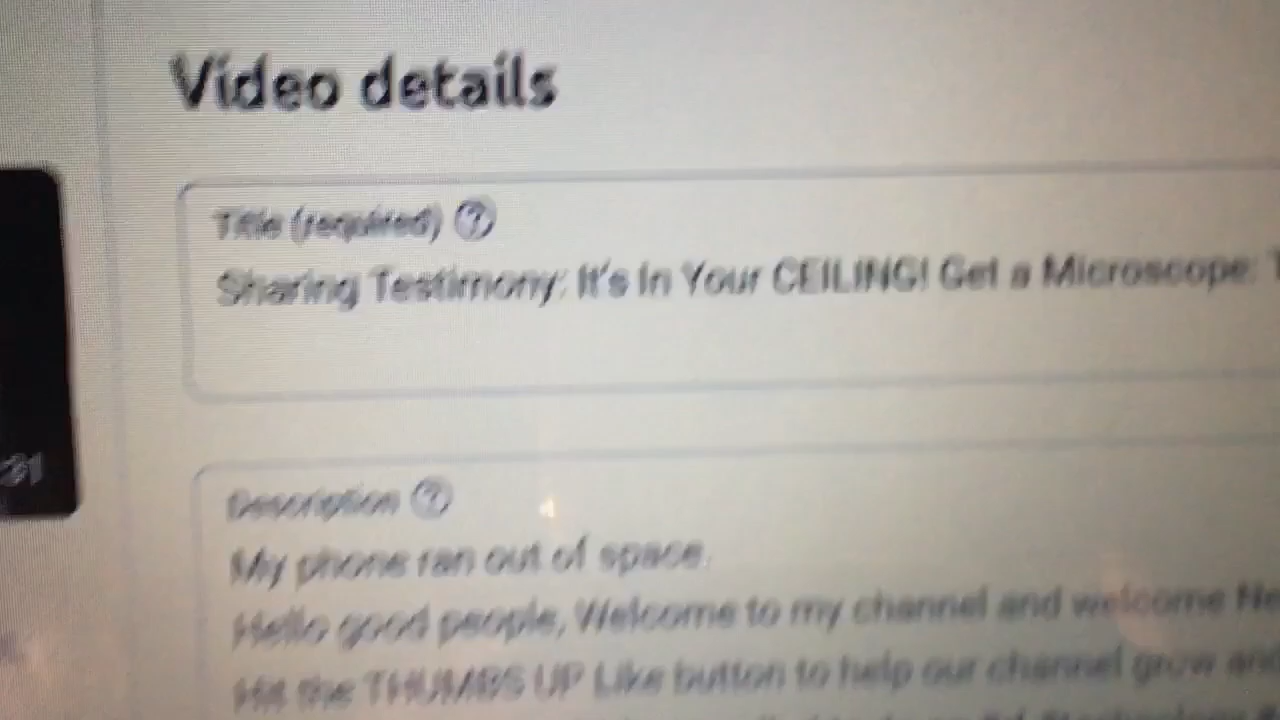 Video details
Title (required)
Sharing Testimony: It's In Your CEILING! Get a Microscope:
31
Description
My phone ran out of space.
Hello good people, Welcome to my channel and welcome
Hit the THUMBS UP Like button to help our channel grow and